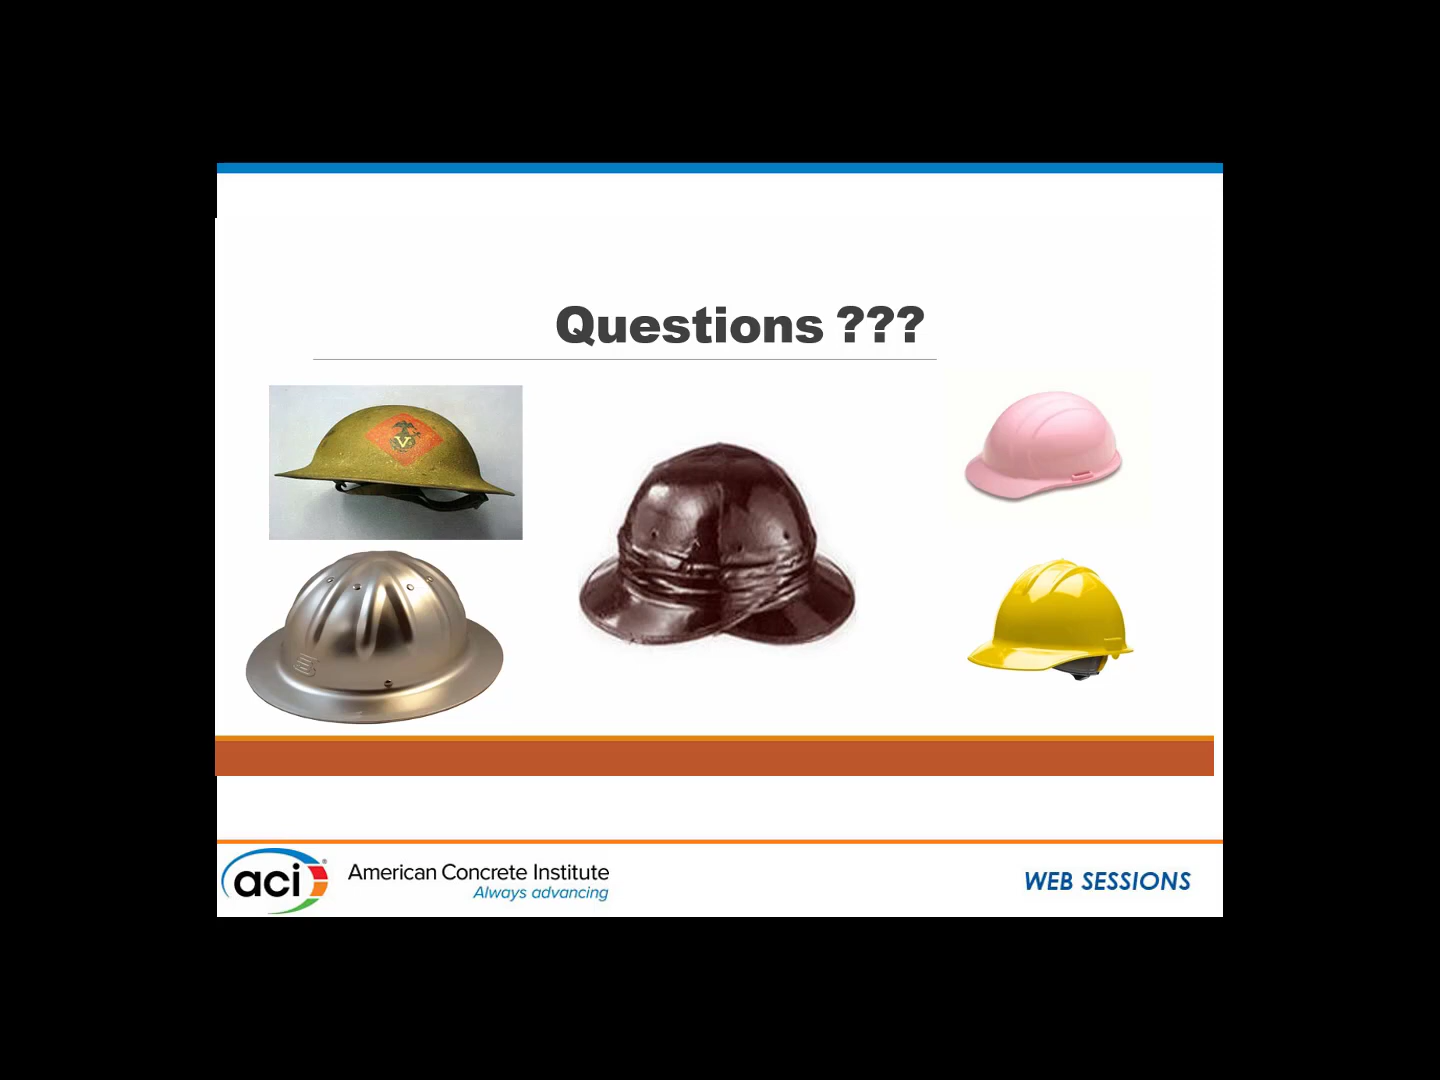 Questions ???
V
aci®
American Concrete Institute
Always advancing
WEB SESSIONS